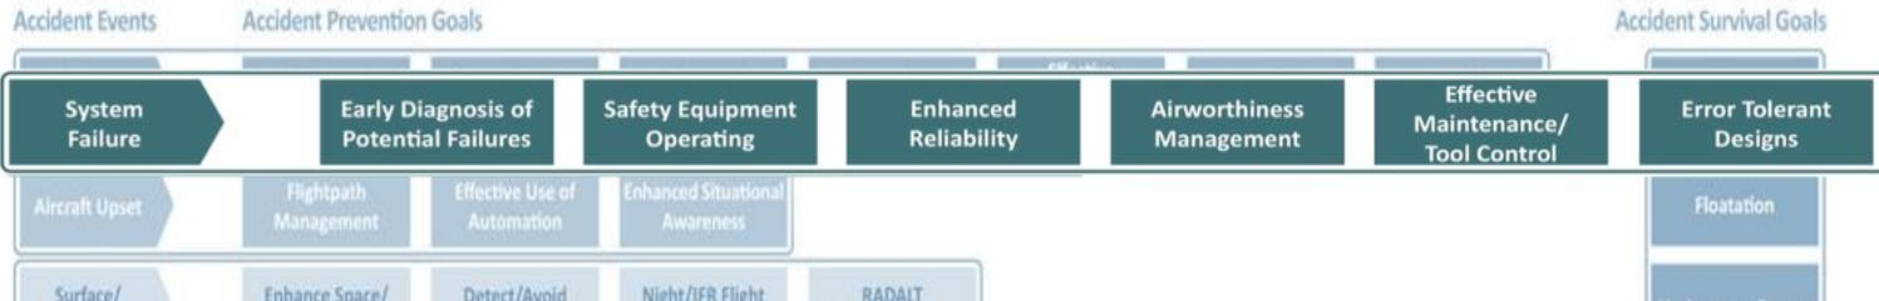 Accident Events
Accident Prevention Goals
Accident Survival Goals
System
Failure
Early Diagnosis of
Potential Failures
Safety Equipment
Operating
Enhanced
Reliability
Airworthiness
Management
Effective
Maintenance/
Tool Control
Error Tolerant
Designs
Aircraft Upset
Flightpath
Management
Effective Use of
Automation
Enhanced Situational
Awareness
Floatation
Surface/
Enhance Space/
Detect/Avoid
Night/IFR Flight
RADALT